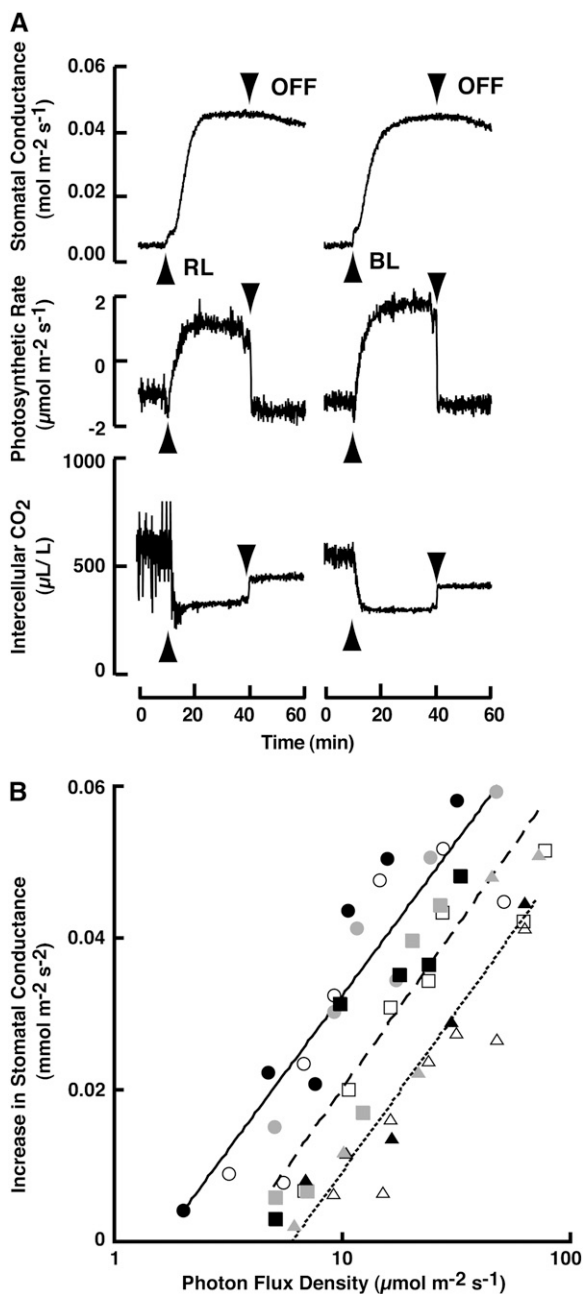 A
Stomatal Conductance
(mol m-2 s-1)
0.06
0.04
0.02
0.00
OFF
OFF
RL
BL
Photosynthetic Rate
(µmol m-2 s-1)
2
0
-2
Intercellular CO2
(µL/ L)
1000
500
0
0 20 40 60
0 20 40 60
Time (min)
B
Increase in Stomatal Conductance
(mmol m-2 s-2)
0.06
0.04
0.02
0
1 10 100
Photon Flux Density (µmol m-2 s-1)